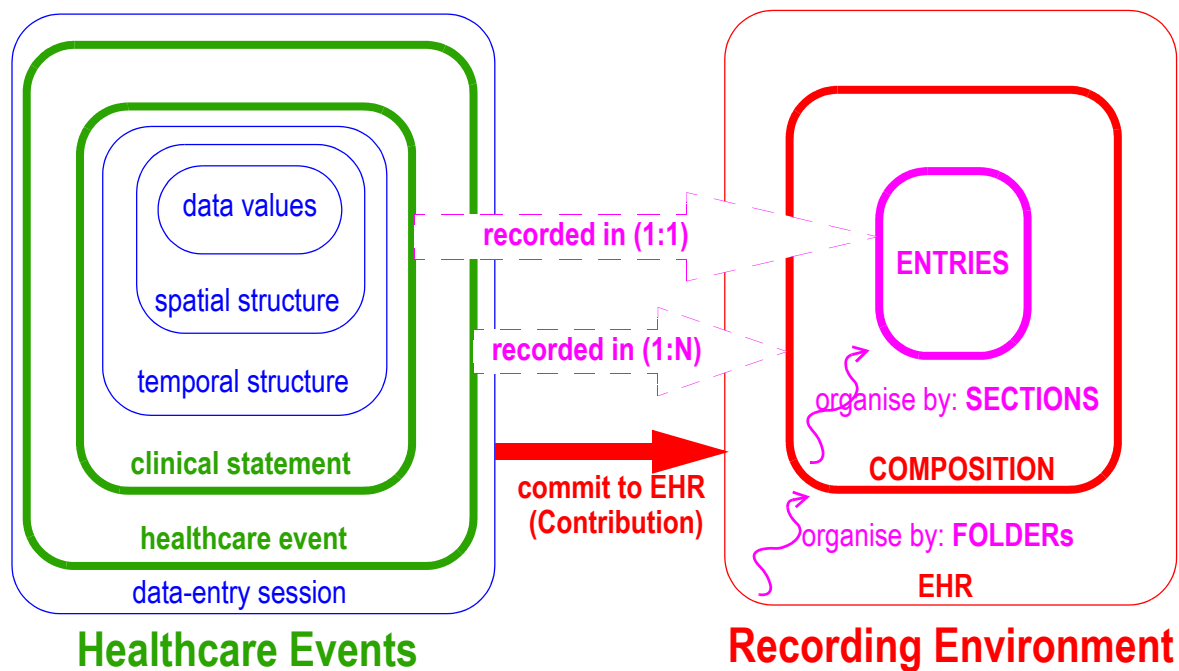 data values
spatial structure
temporal structure
clinical statement
healthcare event
data-entry session
Healthcare Events
recorded in (1:1)
recorded in (1:N)
commit to EHR
(Contribution)
ENTRIES
organise by: SECTIONS
COMPOSITION
organise by: FOLDERs
EHR
Recording Environment